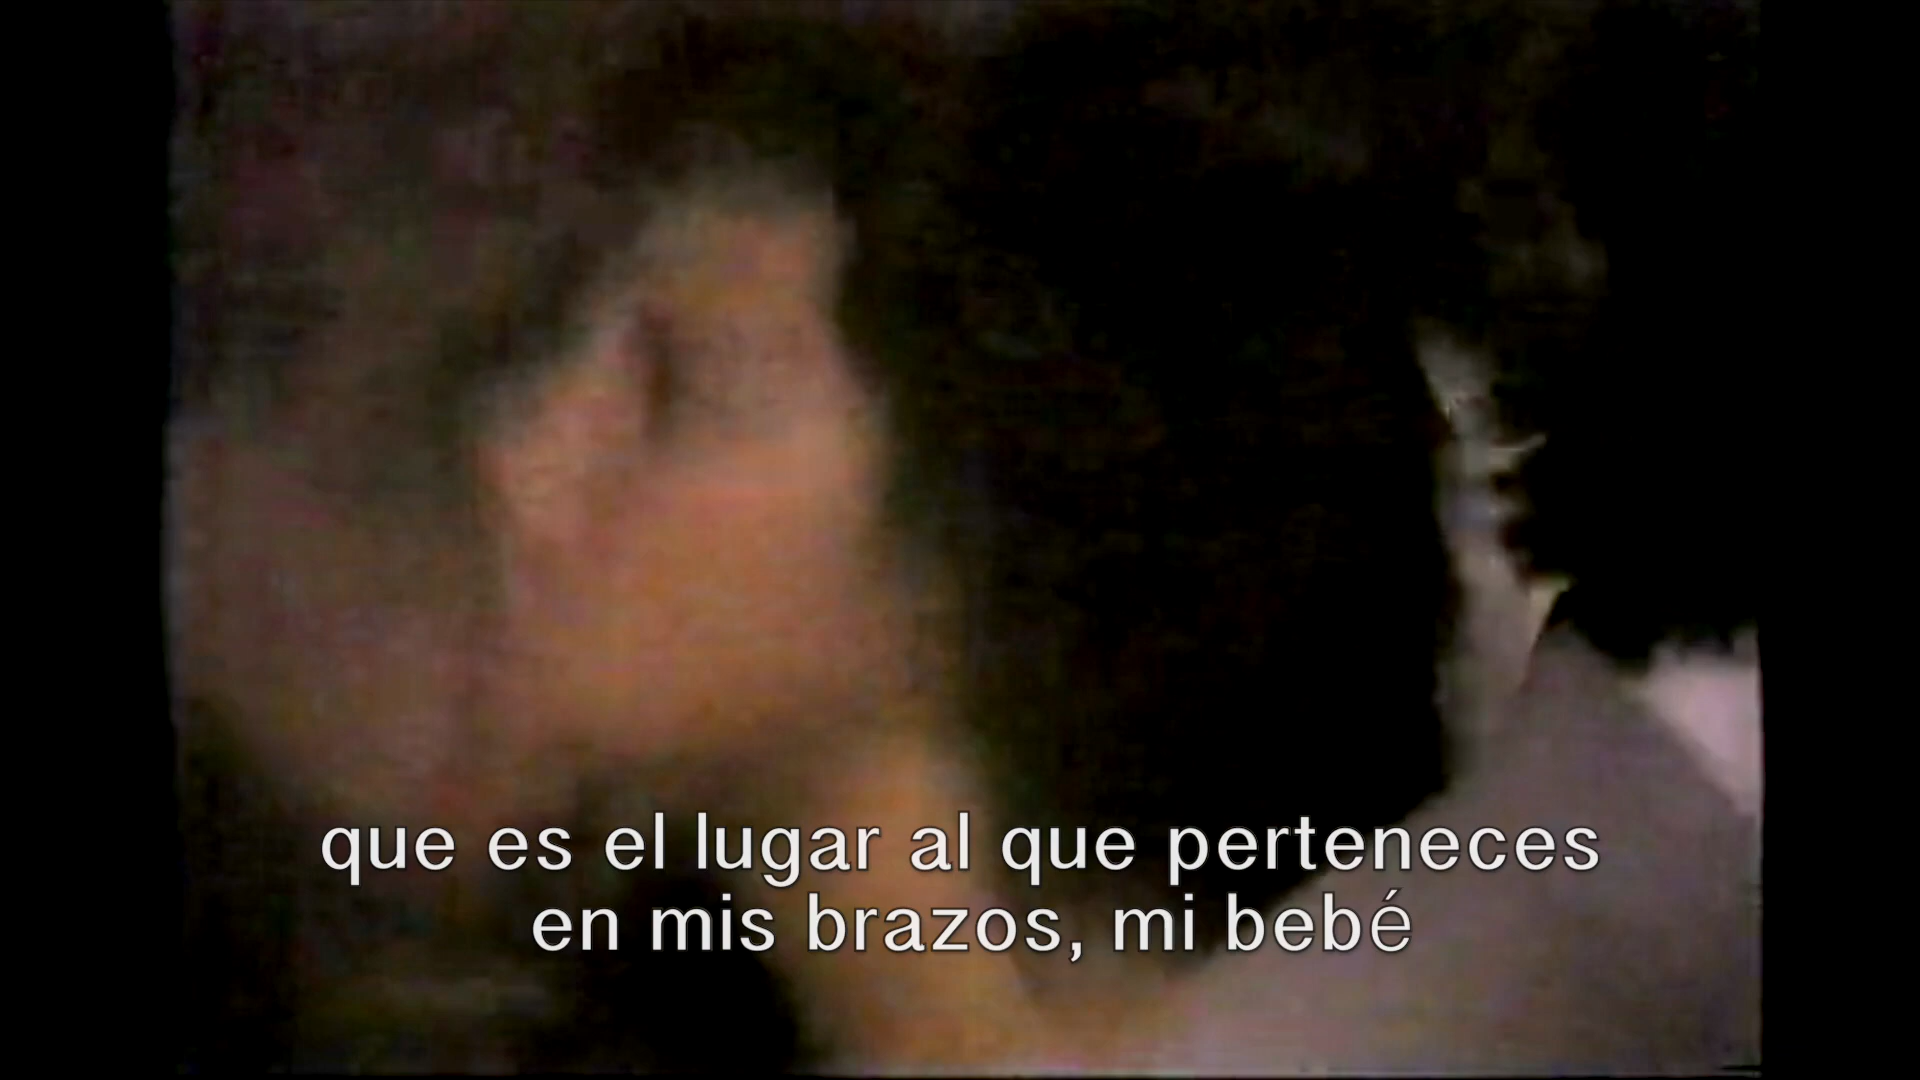 que es el lugar al que perteneces
en mis brazos, mi bebé